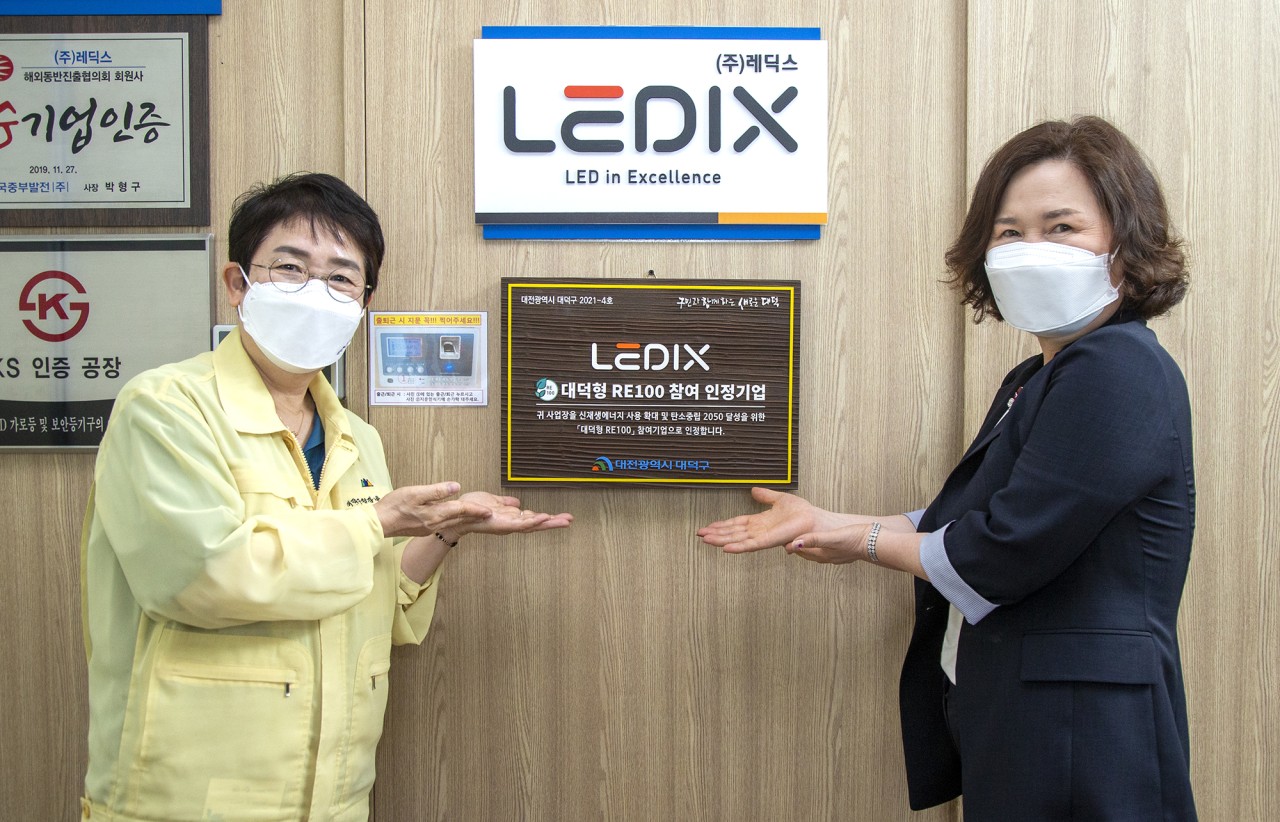 (주)레딕스
해외동반진출협의회 회원사
기업인증
2019. 11. 27.
국중부발전(주) 사장 박형구
KS 인증 공장
D 가로등 및 보안등기구의
(주)레딕스
LEDIX
LED in Excellence
출퇴근 시 지문 꼭!!! 찍어주세요!!!
대전광역시 대덕구 2021-4호
구민과 함께 하는 새로운 대덕
LEDIX
RE100
대덕형 RE100 참여 인정기업
귀 사업장을 신재생에너지 사용 확대 및 탄소중립 2050 달성을 위한
「대덕형 RE100」 참여기업으로 인정합니다.
대전광역시 대덕구